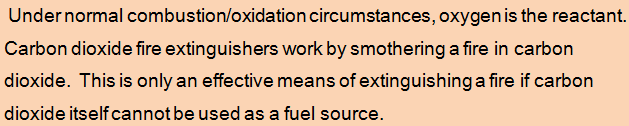 Under normal combustion/oxidation circumstances, oxygen is the reactant.
Carbon dioxide fire extinguishers work by smothering a fire in carbon
dioxide.  This is only an effective means of extinguishing a fire if carbon
dioxide itself cannot be used as a fuel source.